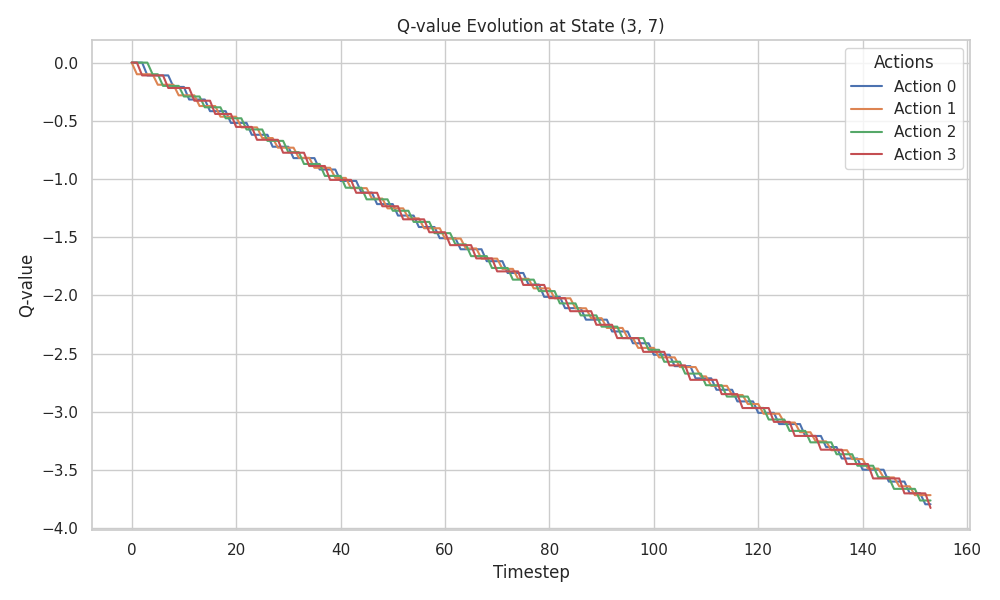 Q-value Evolution at State (3, 7)
Actions
Action 0
Action 1
Action 2
Action 3
Q-value
0.0
−0.5
−1.0
−1.5
−2.0
−2.5
−3.0
−3.5
−4.0
0 20 40 60 80 100 120 140 160
Timestep